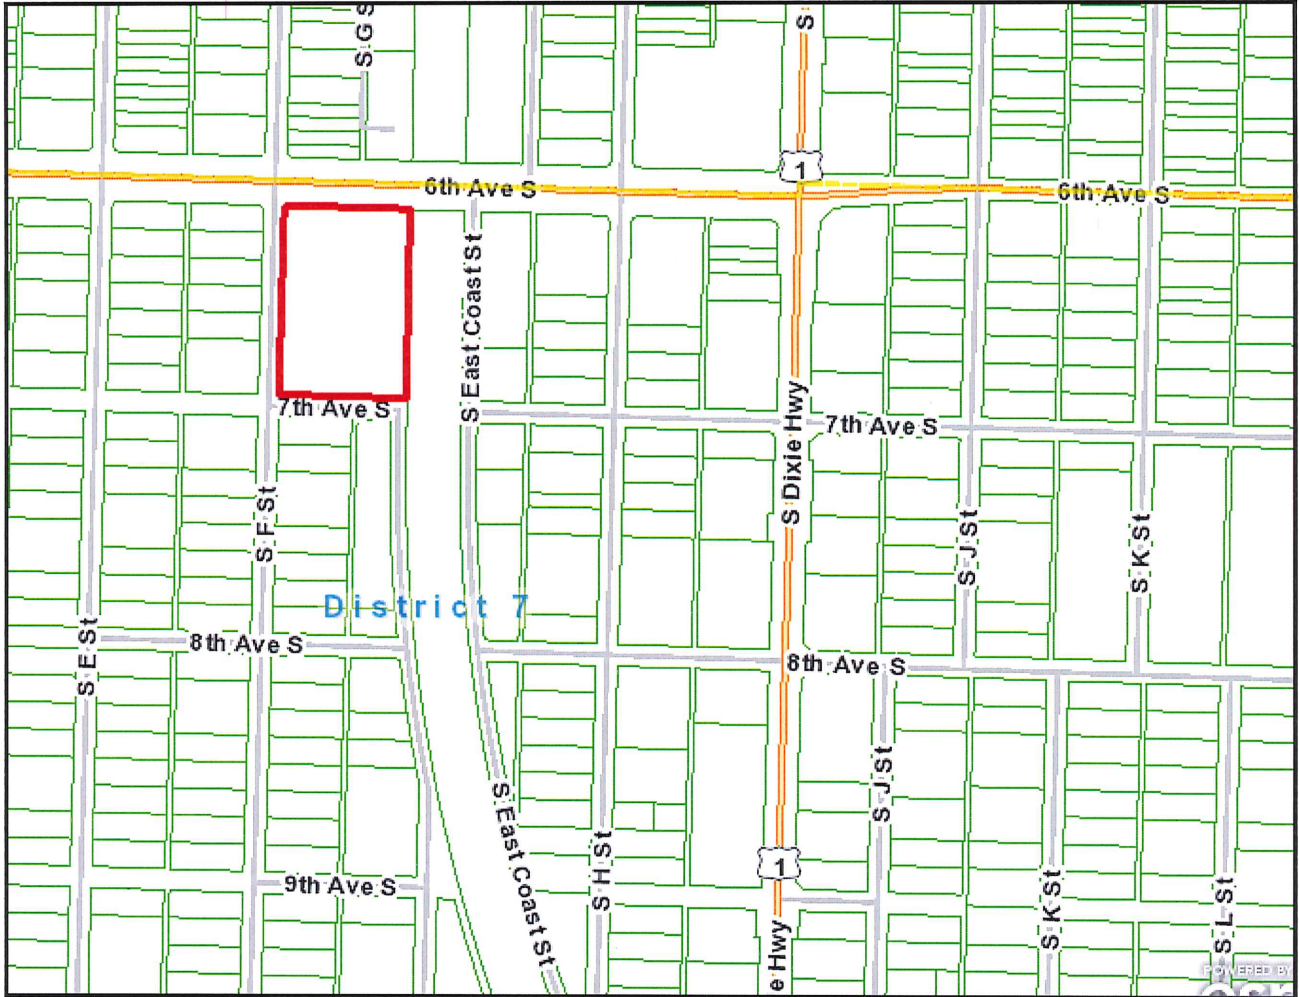 S G S
S
1
6th Ave S
6th Ave S
S East Coast St
7th Ave S
7th Ave S
S Dixie Hwy
S F St
S J St
S K St
District 7
8th Ave S
8th Ave S
S E St
S J St
S East Coast St
S H St
1
9th Ave S
S K St
S L St
e Hwy
POWERED BY